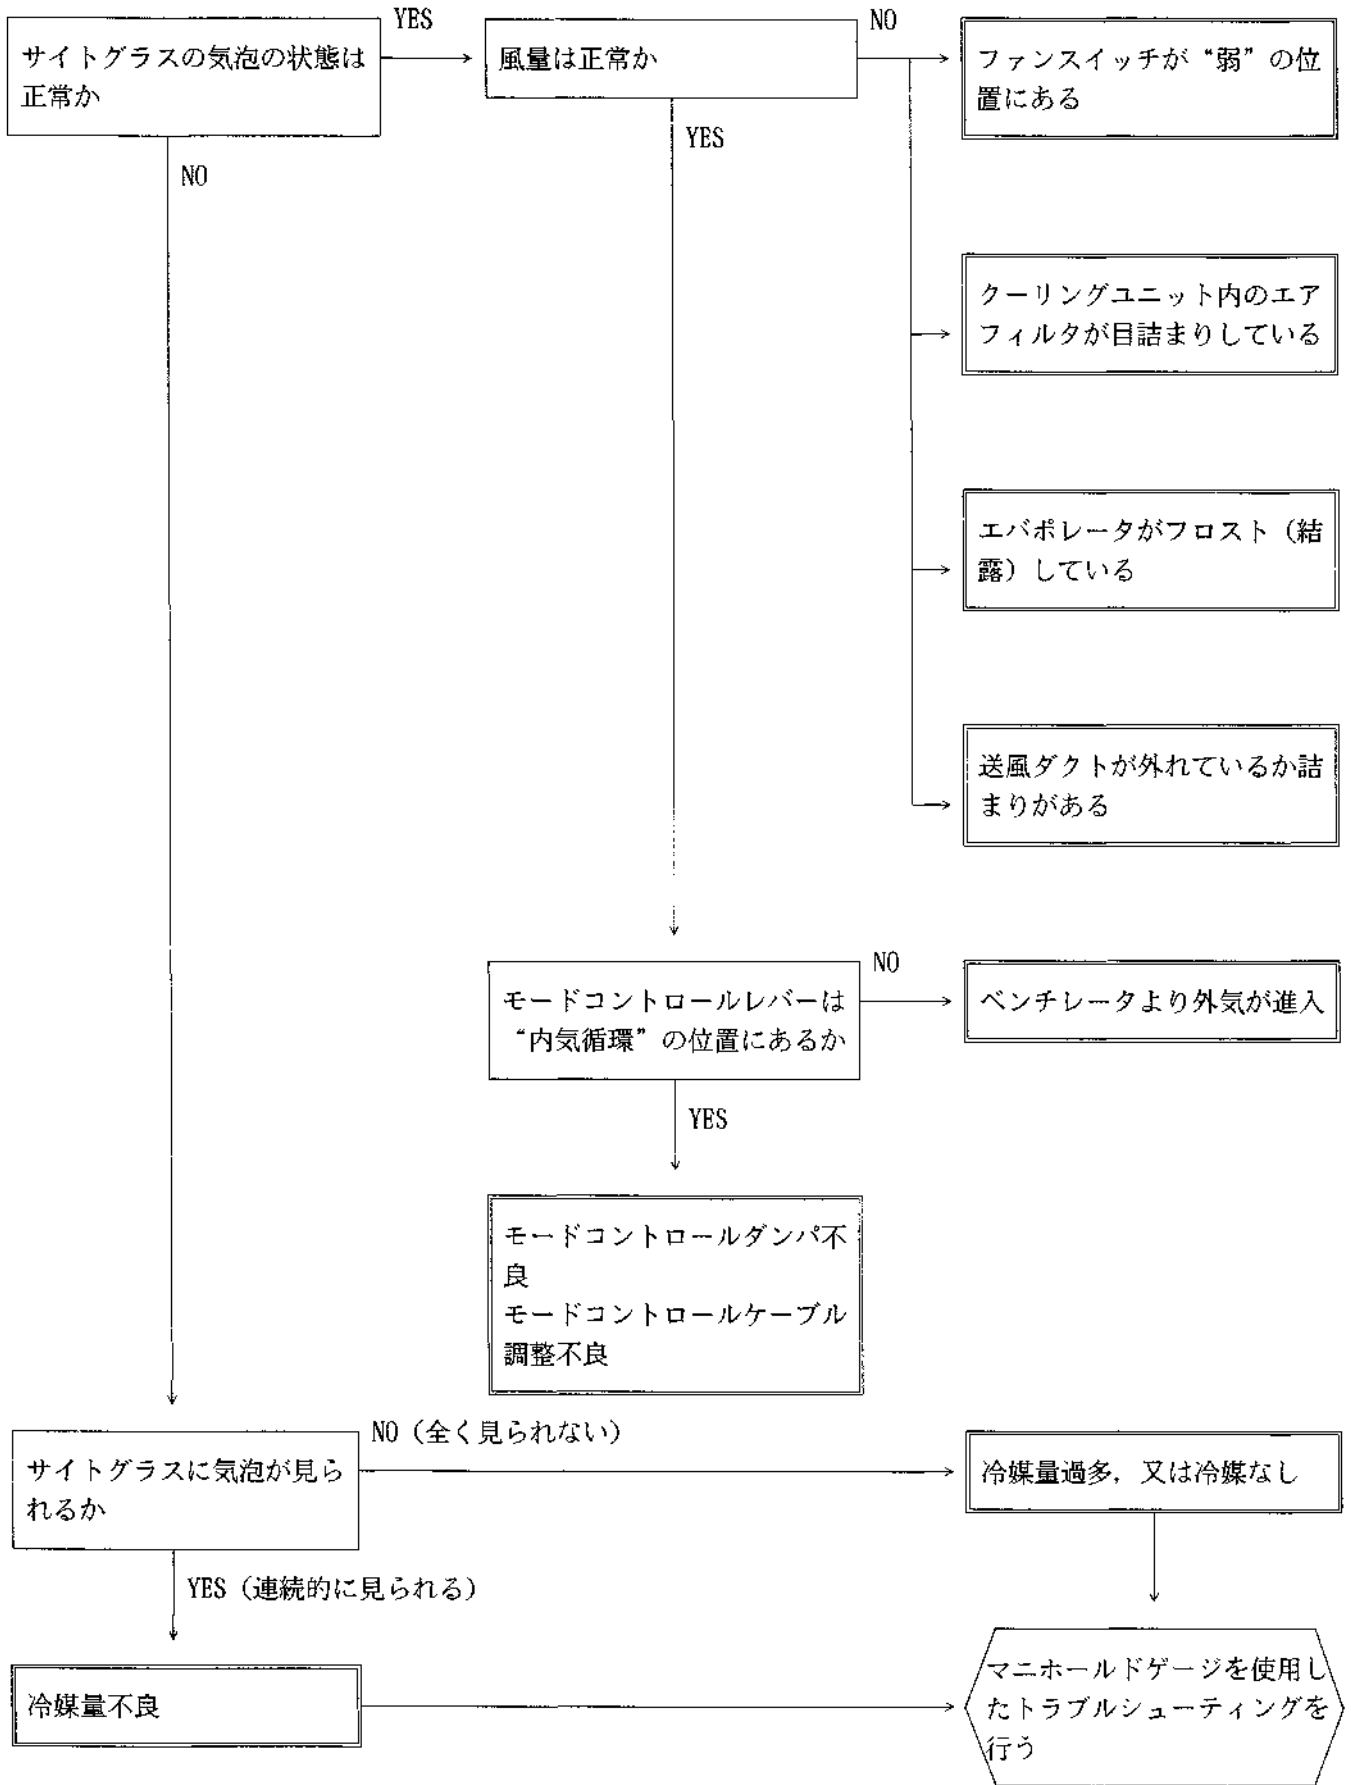 サイトグラスの気泡の状態は
正常か
YES
風量は正常か
NO
ファンスイッチが“弱”の位
置にある
NO
YES
クーリングユニット内のエア
フィルタが目詰まりしている
エバポレータがフロスト（結
露）している
送風ダクトが外れているか詰
まりがある
モードコントロールレバーは
“内気循環”の位置にあるか
NO
ベンチレータより外気が進入
YES
モードコントロールダンパ不
良
モードコントロールケーブル
調整不良
サイトグラスに気泡が見ら
れるか
NO（全く見られない）
冷媒量過多，又は冷媒なし
YES（連続的に見られる）
冷媒量不良
マニホールドゲージを使用し
たトラブルシューティングを
行う